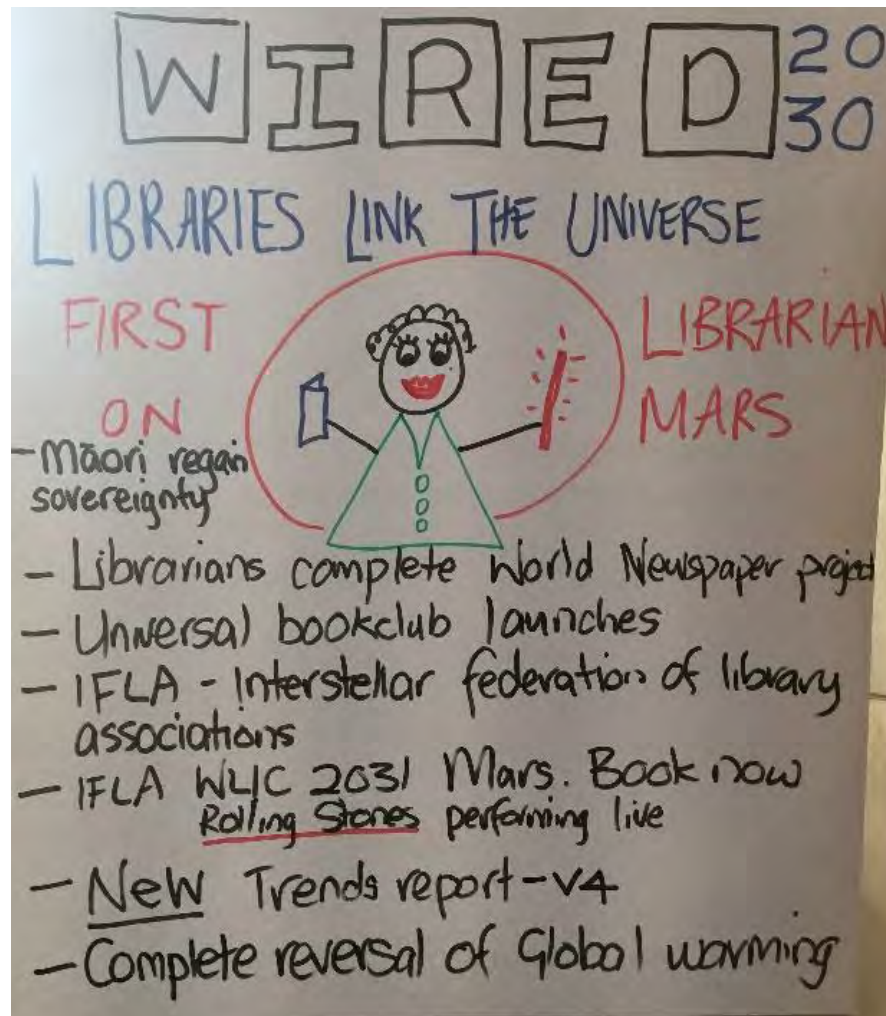 WIRED 20
30
LIBRARIES LINK THE UNIVERSE
FIRST LIBRARIAN
ON MARS
- Māori regain
sovereignty
- Librarians complete World Newspaper project
- Universal bookclub launches
- IFLA - Interstellar federation of library
associations
- IFLA WLIC 2031 Mars. Book now
Rolling Stones performing live
- New Trends report - V4
- Complete reversal of Global warming